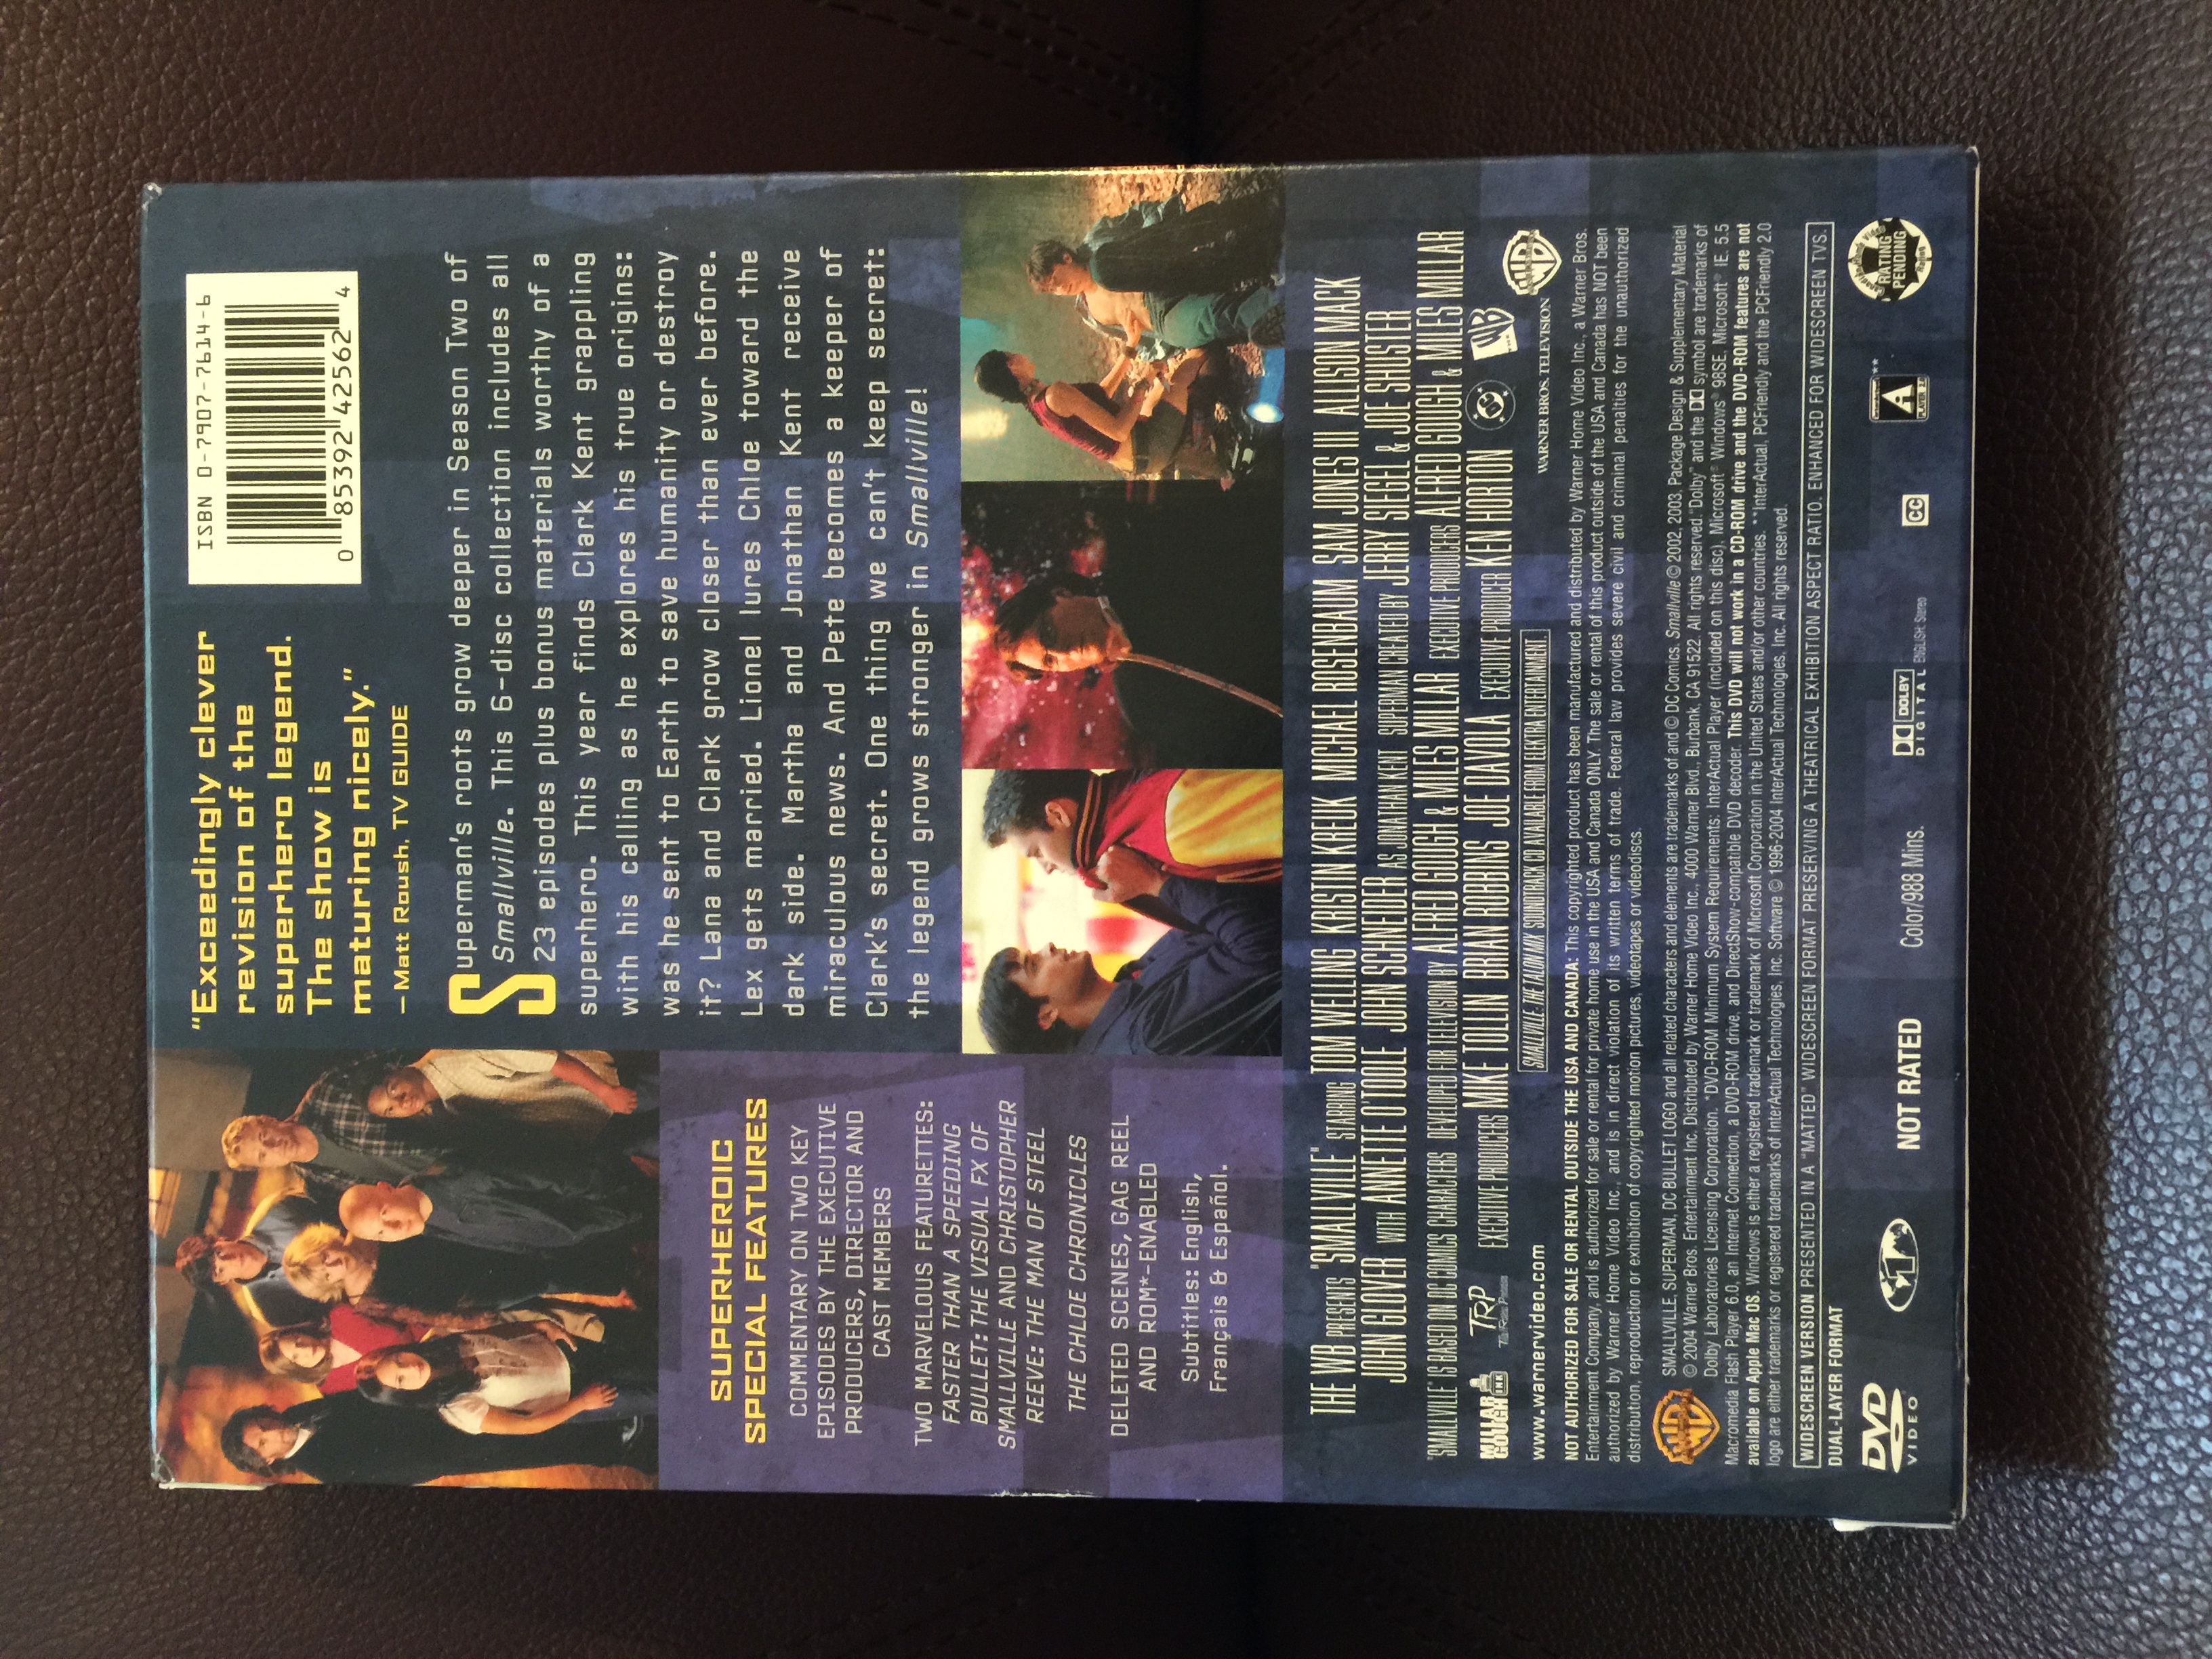 "Exceedingly clever
revision of the
superhero legend.
The show is
maturing nicely."
– Matt Roush, TV GUIDE
ISBN 0-7907-7614-6
0 85392 42562 4
Superman's roots grow deeper in Season Two of
Smallville. This 6-disc collection includes all
23 episodes plus bonus materials worthy of a
superhero. This year finds Clark Kent grappling
with his calling as he explores his true origins:
was he sent to Earth to save humanity or destroy
it? Lana and Clark grow closer than ever before.
Lex gets married. Lionel lures Chloe toward the
dark side. Martha and Jonathan Kent receive
miraculous news. And Pete becomes a keeper of
Clark's secret. One thing we can't keep secret:
the legend grows stronger in Smallville!
SUPERHEROIC
SPECIAL FEATURES
COMMENTARY ON TWO KEY
EPISODES BY THE EXECUTIVE
PRODUCERS, DIRECTOR AND
CAST MEMBERS
TWO MARVELOUS FEATURETTES:
FASTER THAN A SPEEDING
BULLET: THE VISUAL FX OF
SMALLVILLE AND CHRISTOPHER
REEVE: THE MAN OF STEEL
THE CHLOE CHRONICLES
DELETED SCENES, GAG REEL
AND ROM*-ENABLED
Subtitles: English,
Français & Español.
THE WB PRESENTS "SMALLVILLE" STARRING TOM WELLING KRISTIN KREUK MICHAEL ROSENBAUM SAM JONES III ALLISON MACK
JOHN GLOVER WITH ANNETTE O'TOOLE JOHN SCHNEIDER AS JONATHAN KENT SUPERMAN CREATED BY JERRY SIEGEL & JOE SHUSTER
"SMALLVILLE" IS BASED ON DC COMICS CHARACTERS DEVELOPED FOR TELEVISION BY ALFRED GOUGH & MILES MILLAR EXECUTIVE PRODUCERS ALFRED GOUGH & MILES MILLAR
MILLAR GOUGH INK TRP EXECUTIVE PRODUCERS MIKE TOLLIN BRIAN ROBBINS JOE DAVOLA EXECUTIVE PRODUCER KEN HORTON DC THE WB
www.warnervideo.com SMALLVILLE: THE TALON MIX SOUNDTRACK CD AVAILABLE FROM ELEKTRA ENTERTAINMENT. WARNER BROS. TELEVISION WB
NOT AUTHORIZED FOR SALE OR RENTAL OUTSIDE THE USA AND CANADA: This copyrighted product has been manufactured and distributed by Warner Home Video Inc., a Warner Bros.
Entertainment Company, and is authorized for sale or rental for private home use in the USA and Canada ONLY. The sale or rental of this product outside of the USA and Canada has NOT been
authorized by Warner Home Video Inc., and is in direct violation of its written terms of trade. Federal law provides severe civil and criminal penalties for the unauthorized
distribution, reproduction or exhibition of copyrighted motion pictures, videotapes or videodiscs.
WB
SMALLVILLE, SUPERMAN, DC BULLET LOGO and all related characters and elements are trademarks of and © DC Comics. Smallville © 2002, 2003, Package Design & Supplementary Material
© 2004 Warner Bros. Entertainment Inc. Distributed by Warner Home Video Inc., 4000 Warner Blvd., Burbank, CA 91522. All rights reserved. "Dolby" and the DD symbol are trademarks of
Dolby Laboratories Licensing Corporation. *DVD-ROM Minimum System Requirements: InterActual Player (included on this disc), Microsoft® Windows® 98SE, Microsoft® IE. 5.5
Macromedia Flash Player 6.0, an Internet Connection, a DVD-ROM drive, and DirectShow-compatible DVD decoder. This DVD will not work in a CD-ROM drive and the DVD-ROM features are not
available on Apple Mac OS. Windows is either a registered trademark or trademark of Microsoft Corporation in the United States and/or other countries. **InterActual, PCFriendly and the PCFriendly 2.0
logo are either trademarks or registered trademarks of InterActual Technologies, Inc. Software © 1996-2004 InterActual Technologies, Inc. All rights reserved.
WIDESCREEN VERSION PRESENTED IN A "MATTED" WIDESCREEN FORMAT PRESERVING A THEATRICAL EXHIBITION ASPECT RATIO. ENHANCED FOR WIDESCREEN TVS.
DUAL-LAYER FORMAT
DVD VIDEO 1 NOT RATED Color/988 Mins. DOLBY DIGITAL ENGLISH: Stereo CC InterActual A PLAYER 2.0 ** Canadian Home Video RATING PENDING Rating